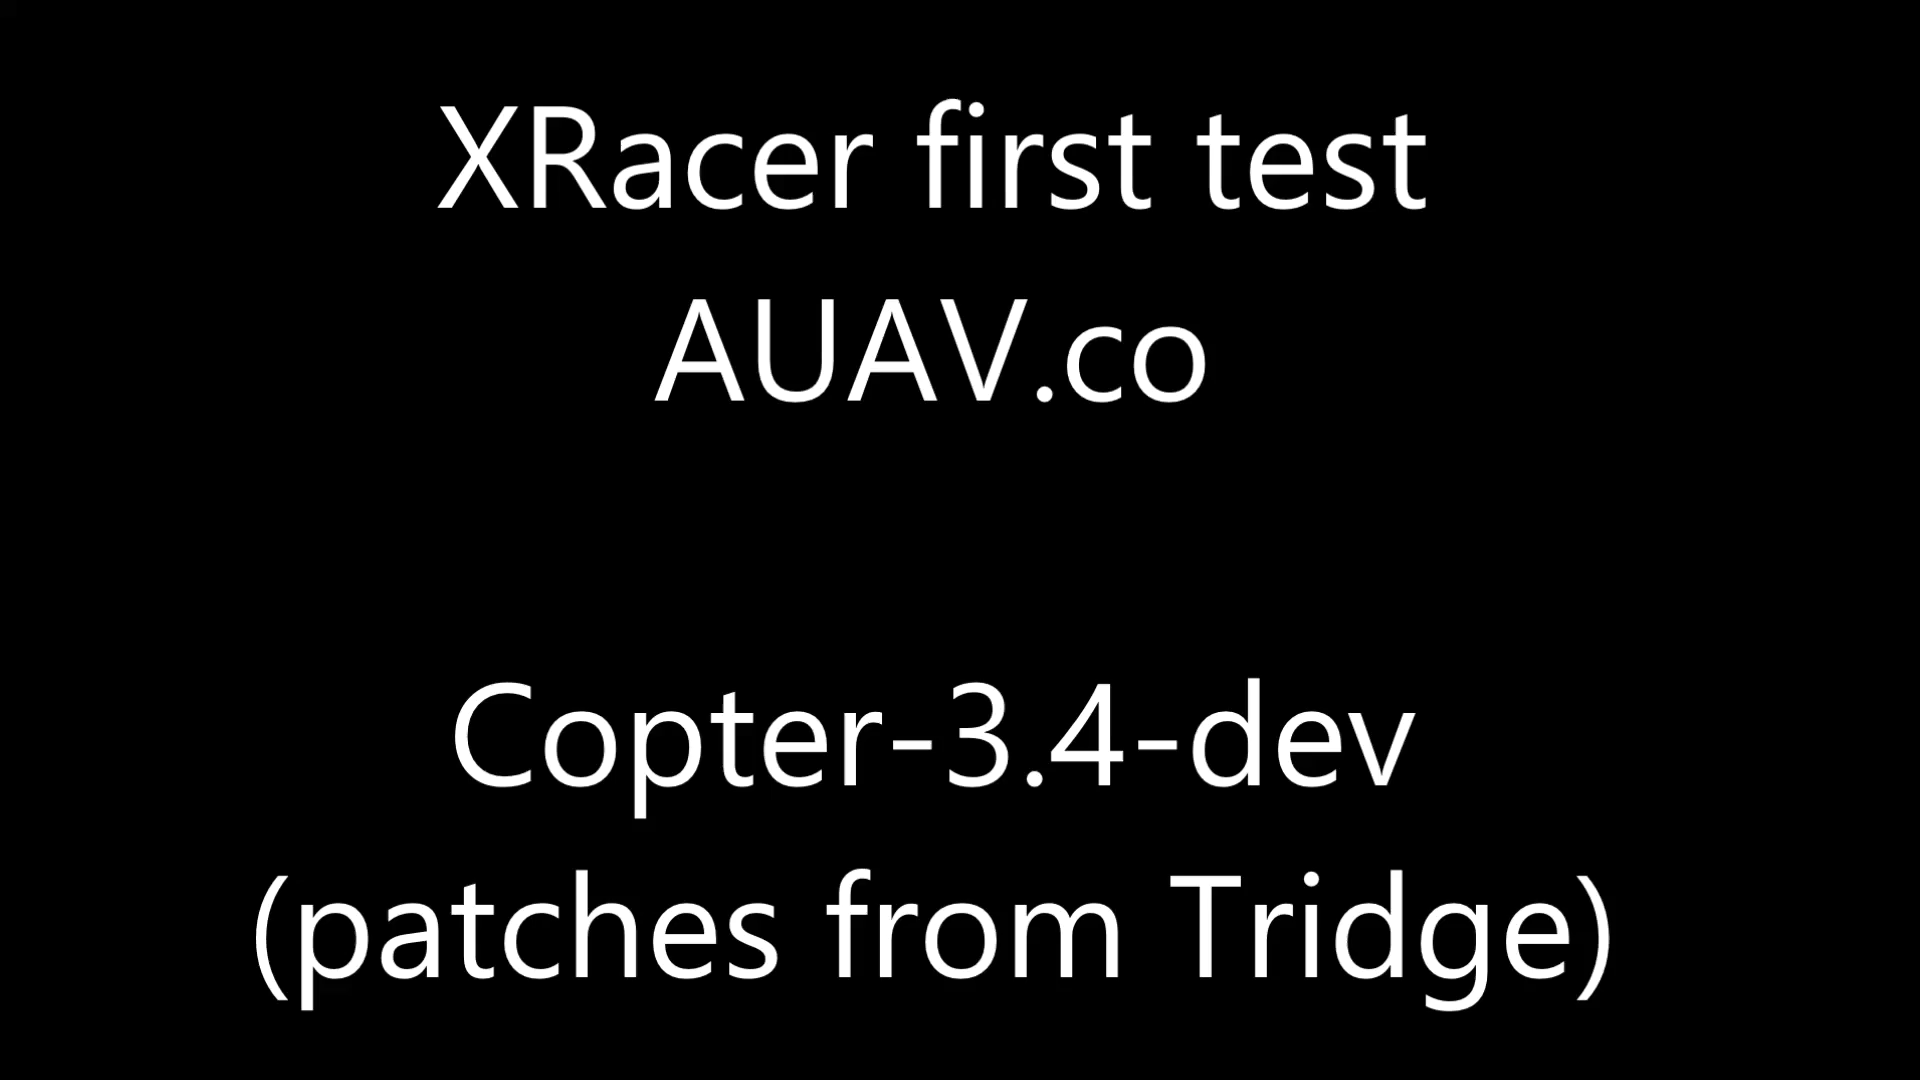 XRacer first test
AUAV.co
Copter-3.4-dev
(patches from Tridge)